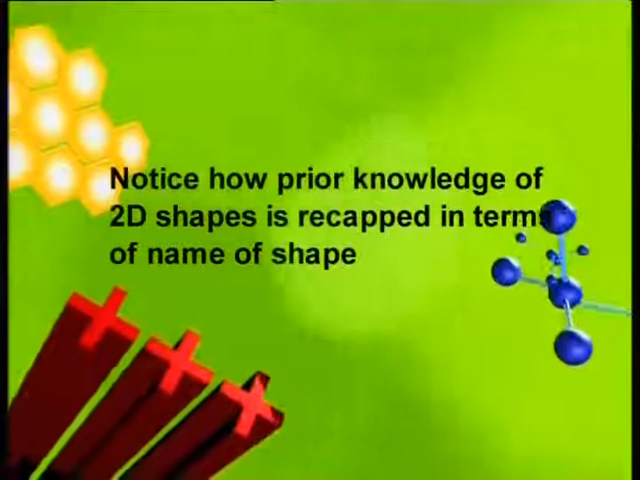 Notice how prior knowledge of
2D shapes is recapped in terms
of name of shape